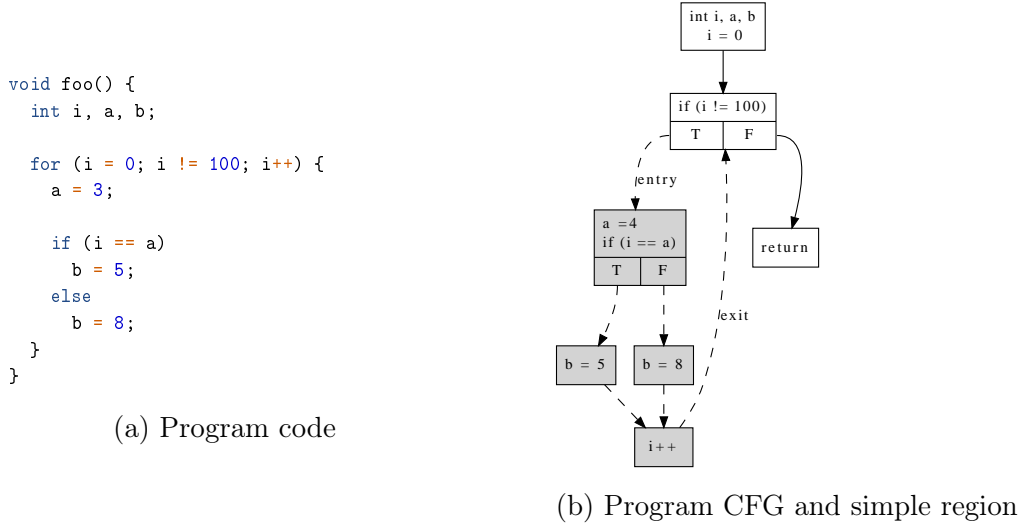 void foo() {
int i, a, b;
for (i = 0; i != 100; i++) {
a = 3;
if (i == a)
b = 5;
else
b = 8;
}
}
(a) Program code
int i, a, b
i = 0
if (i != 100)
T F
entry
a =4
if (i == a)
T F
return
exit
b = 5
b = 8
i++
(b) Program CFG and simple region